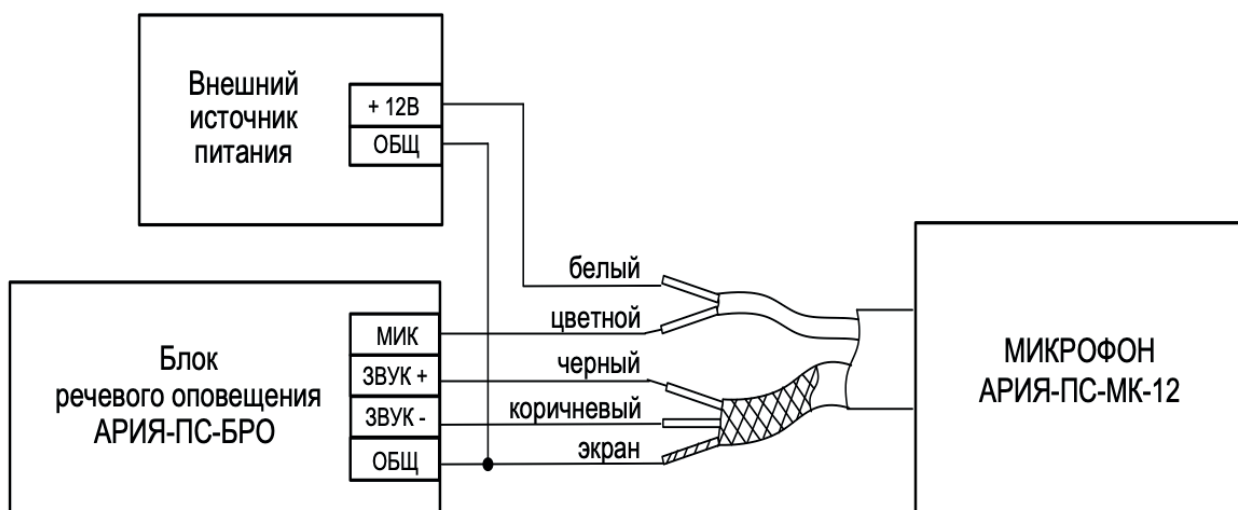 Внешний
источник
питания
+ 12В
ОБЩ
белый
цветной
черный
коричневый
экран
Блок
речевого оповещения
АРИЯ-ПС-БРО
МИК
ЗВУК +
ЗВУК -
ОБЩ
МИКРОФОН
АРИЯ-ПС-МК-12